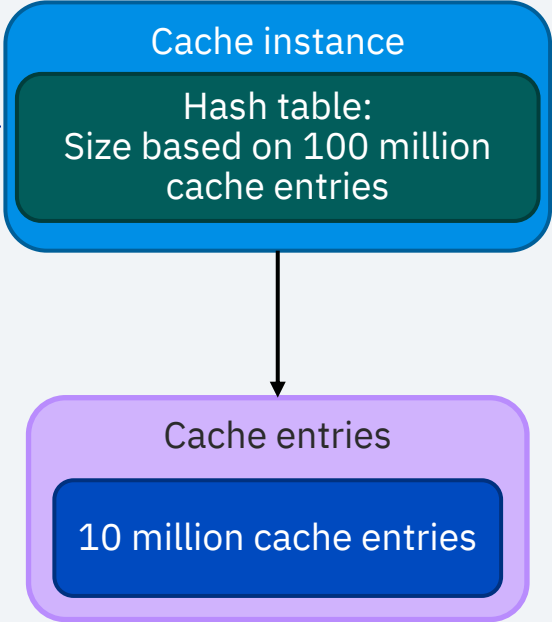 Cache instance
Hash table:
Size based on 100 million
cache entries
Cache entries
10 million cache entries